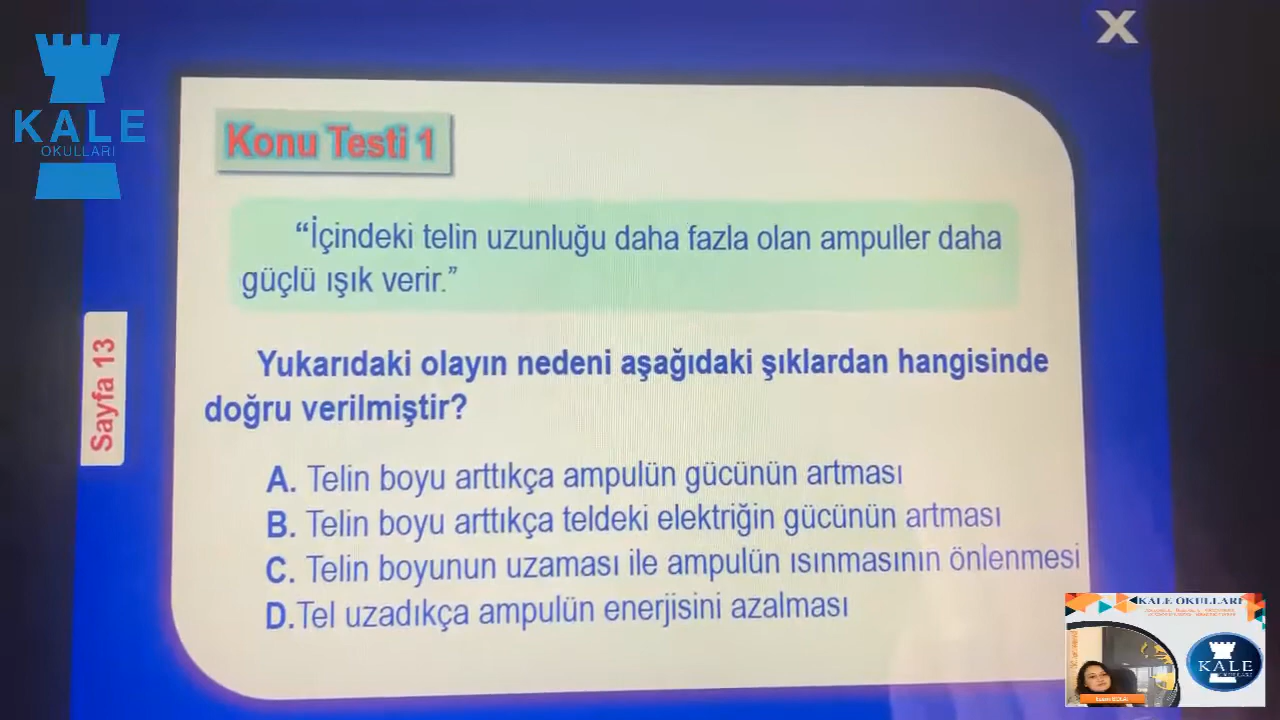 KALE
OKULLARI
X
Konu Testi 1
“İçindeki telin uzunluğu daha fazla olan ampuller daha
güçlü ışık verir.”
Sayfa 13
Yukarıdaki olayın nedeni aşağıdaki şıklardan hangisinde
doğru verilmiştir?
A. Telin boyu arttıkça ampulün gücünün artması
B. Telin boyu arttıkça teldeki elektriğin gücünün artması
C. Telin boyunun uzaması ile ampulün ısınmasının önlenmesi
D.Tel uzadıkça ampulün enerjisini azalması
KALE OKULLARI
KALE
OKULLARI